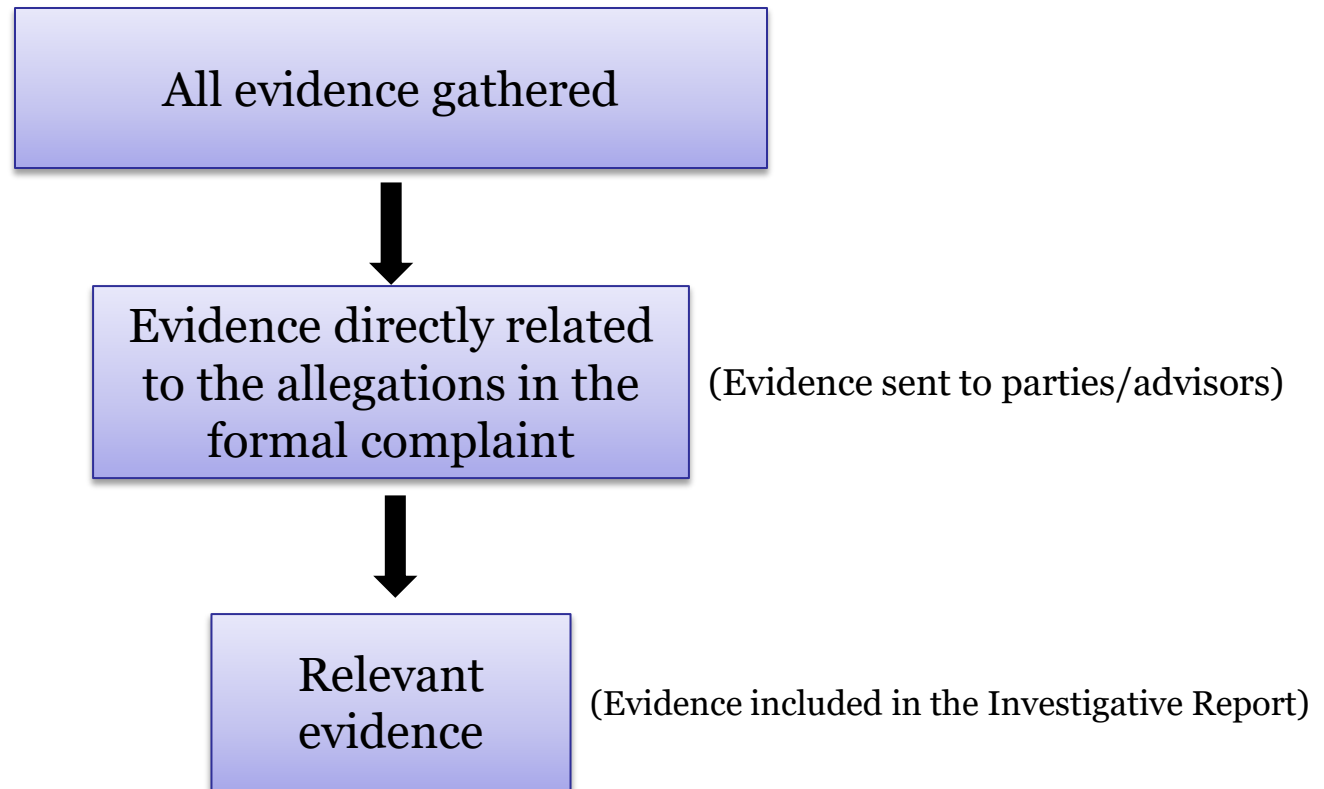 All evidence gathered
Evidence directly related
to the allegations in the
formal complaint
(Evidence sent to parties/advisors)
Relevant
evidence
(Evidence included in the Investigative Report)